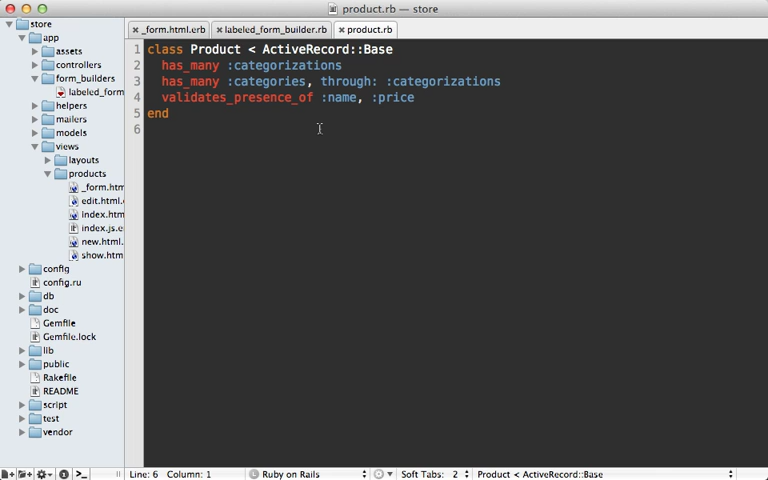 product.rb — store
store
app
assets
controllers
form_builders
labeled_form
helpers
mailers
models
views
layouts
products
_form.htm
edit.html.
index.htm
index.js.e
new.html.
show.htm
config
config.ru
db
doc
Gemfile
Gemfile.lock
lib
public
Rakefile
README
script
test
vendor
_form.html.erb
labeled_form_builder.rb
product.rb
1 class Product < ActiveRecord::Base
2 has_many :categorizations
3 has_many :categories, through: :categorizations
4 validates_presence_of :name, :price
5 end
6
Line: 6 Column: 1
Ruby on Rails
Soft Tabs: 2
Product < ActiveRecord::Base